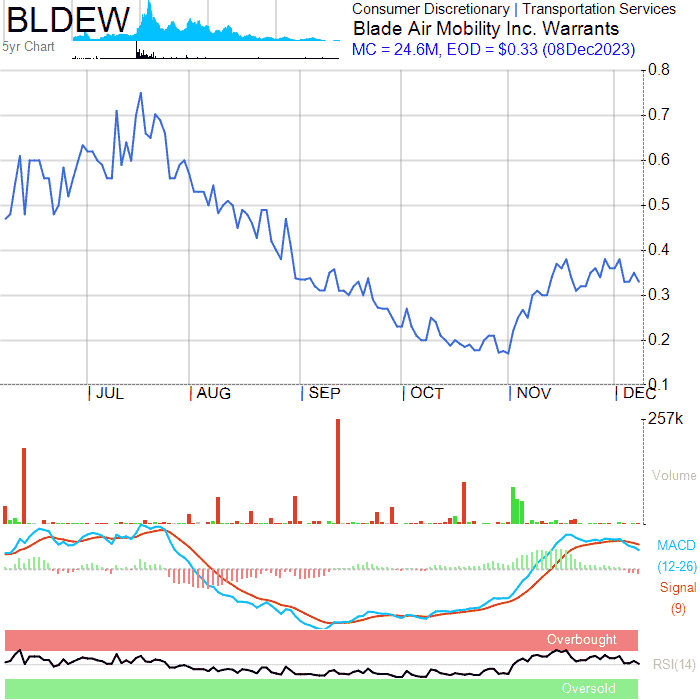 BLDEW
5yr Chart
Consumer Discretionary | Transportation Services
Blade Air Mobility Inc. Warrants
MC = 24.6M, EOD = $0.33 (08Dec2023)
0.8
0.7
0.6
0.5
0.4
0.3
0.2
0.1
JUL AUG SEP OCT NOV DEC
257k
Volume
MACD
(12-26)
Signal
(9)
Overbought
RSI(14)
Oversold